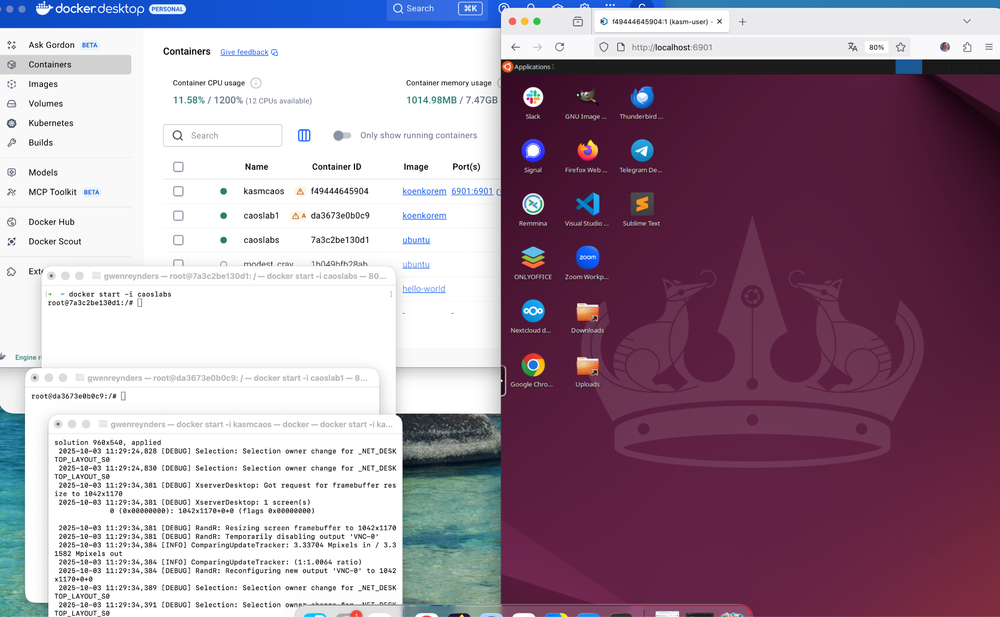 docker.desktop PERSONAL
Search ⌘K
Ask Gordon BETA
Containers
Images
Volumes
Kubernetes
Builds
Models
MCP Toolkit BETA
Docker Hub
Docker Scout
Engine
Containers Give feedback
Container CPU usage
11.58% / 1200% (12 CPUs available)
Container memory usage
1014.98MB / 7.47GB
Search
Only show running containers
Name Container ID Image Port(s)
kasmcaos f49444645904 koenkorem 6901:6901
caoslab1 A da3673e0b0c9 koenkorem
caoslabs 7a3c2be130d1 ubuntu
modest_cray 1b049bfb28ab ubuntu
hello-world
- -
gwenreynders — root@7a3c2be130d1: / — docker start -i caoslabs — 80...
[➜ ~ docker start -i caoslabs ]
root@7a3c2be130d1:/#
gwenreynders — root@da3673e0b0c9: / — docker start -i caoslab1 — 8...
root@da3673e0b0c9:/#
gwenreynders — docker start -i kasmcaos — docker — docker start -i ka...
solution 960x540, applied
2025-10-03 11:29:24,828 [DEBUG] Selection: Selection owner change for _NET_DESK
TOP_LAYOUT_S0
2025-10-03 11:29:24,830 [DEBUG] Selection: Selection owner change for _NET_DESK
TOP_LAYOUT_S0
2025-10-03 11:29:34,381 [DEBUG] XserverDesktop: Got request for framebuffer res
ize to 1042x1170
2025-10-03 11:29:34,381 [DEBUG] XserverDesktop: 1 screen(s)
0 (0x00000000): 1042x1170+0+0 (flags 0x00000000)
2025-10-03 11:29:34,381 [DEBUG] RandR: Resizing screen framebuffer to 1042x1170
2025-10-03 11:29:34,381 [DEBUG] RandR: Temporarily disabling output 'VNC-0'
2025-10-03 11:29:34,384 [INFO] ComparingUpdateTracker: 3.33704 Mpixels in / 3.3
1582 Mpixels out
2025-10-03 11:29:34,384 [INFO] ComparingUpdateTracker: (1:1.0064 ratio)
2025-10-03 11:29:34,384 [DEBUG] RandR: Reconfiguring new output 'VNC-0' to 1042
x1170+0+0
2025-10-03 11:29:34,389 [DEBUG] Selection: Selection owner change for _NET_DESK
TOP_LAYOUT_S0
2025-10-03 11:29:34,391 [DEBUG] Selection: Selection owner change for _NET_DESK
TOP_LAYOUT_S0
1
f49444645904:1 (kasm-user) -
http://localhost:6901
80%
Applications
Slack GNU Image ... Thunderbird ...
Signal Firefox Web ... Telegram De...
Remmina Visual Studio ... Sublime Text
zoom
ONLYOFFICE Zoom Workp...
Nextcloud d... Downloads
Google Chro... Uploads